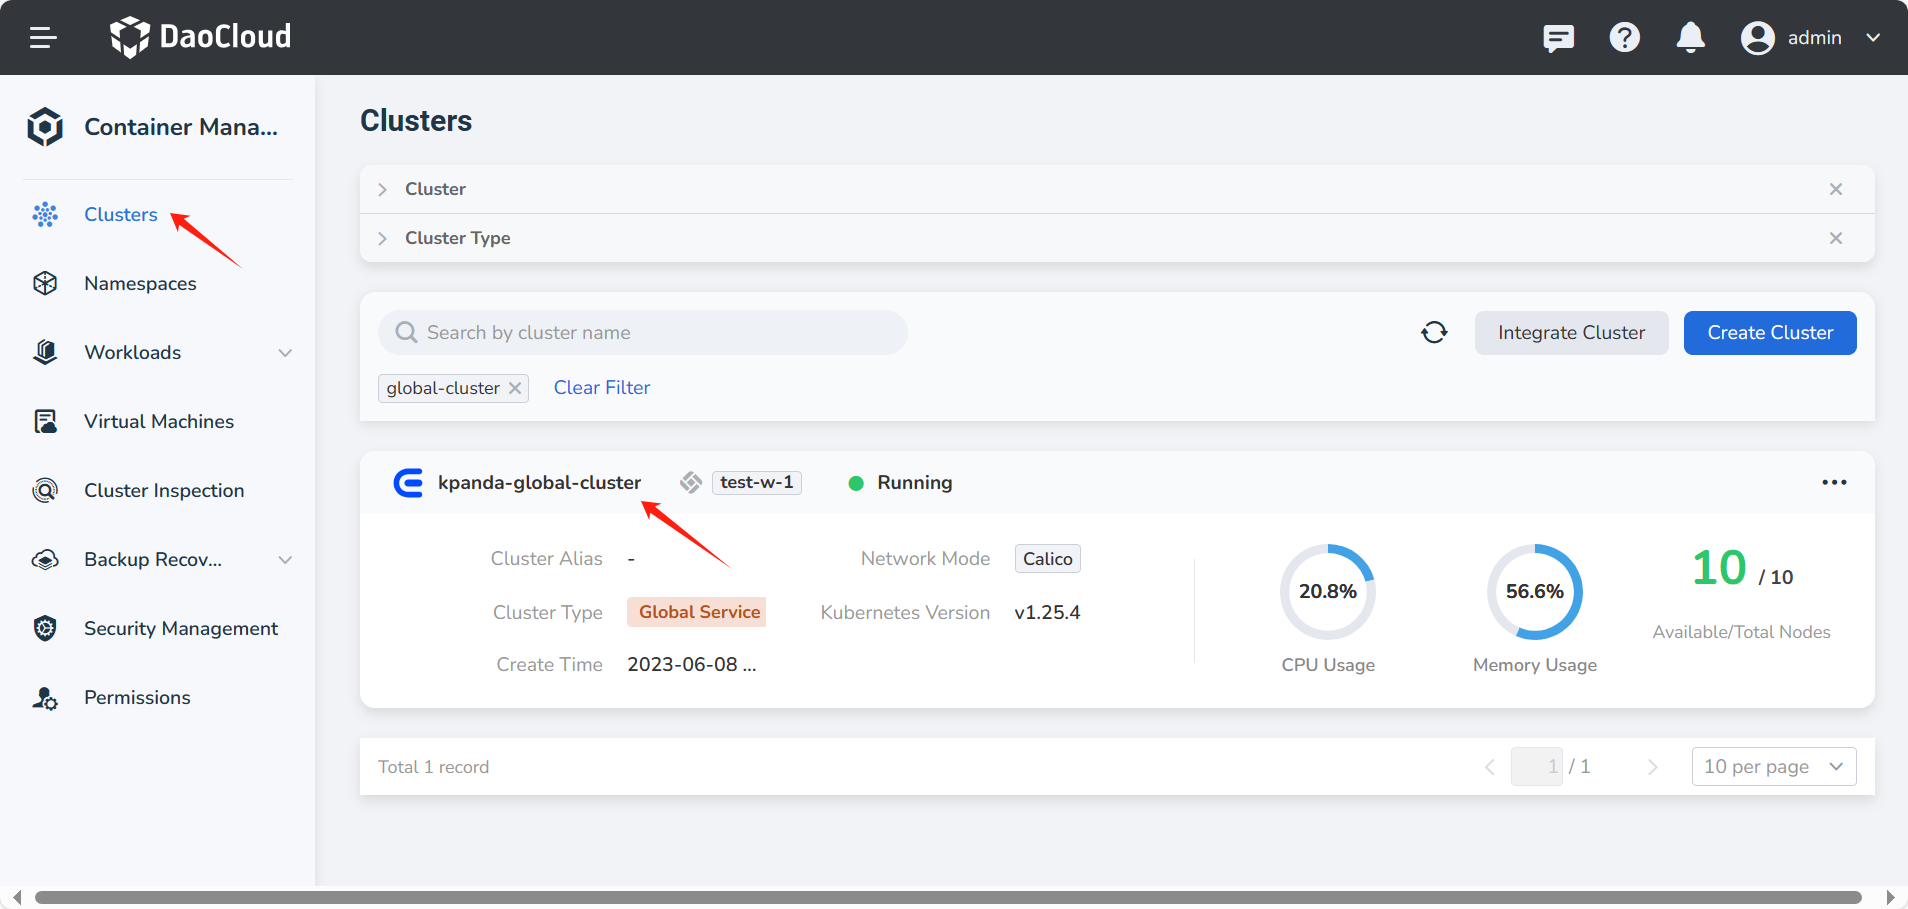 DaoCloud
admin
Container Mana...
Clusters
Namespaces
Workloads
Virtual Machines
Cluster Inspection
Backup Recov...
Security Management
Permissions
Clusters
Cluster
Cluster Type
Search by cluster name
Integrate Cluster
Create Cluster
global-cluster
Clear Filter
kpanda-global-cluster
test-w-1
Running
Cluster Alias -
Network Mode Calico
Cluster Type Global Service
Kubernetes Version v1.25.4
Create Time 2023-06-08 ...
20.8%
CPU Usage
56.6%
Memory Usage
10 / 10
Available/Total Nodes
Total 1 record
1 / 1
10 per page